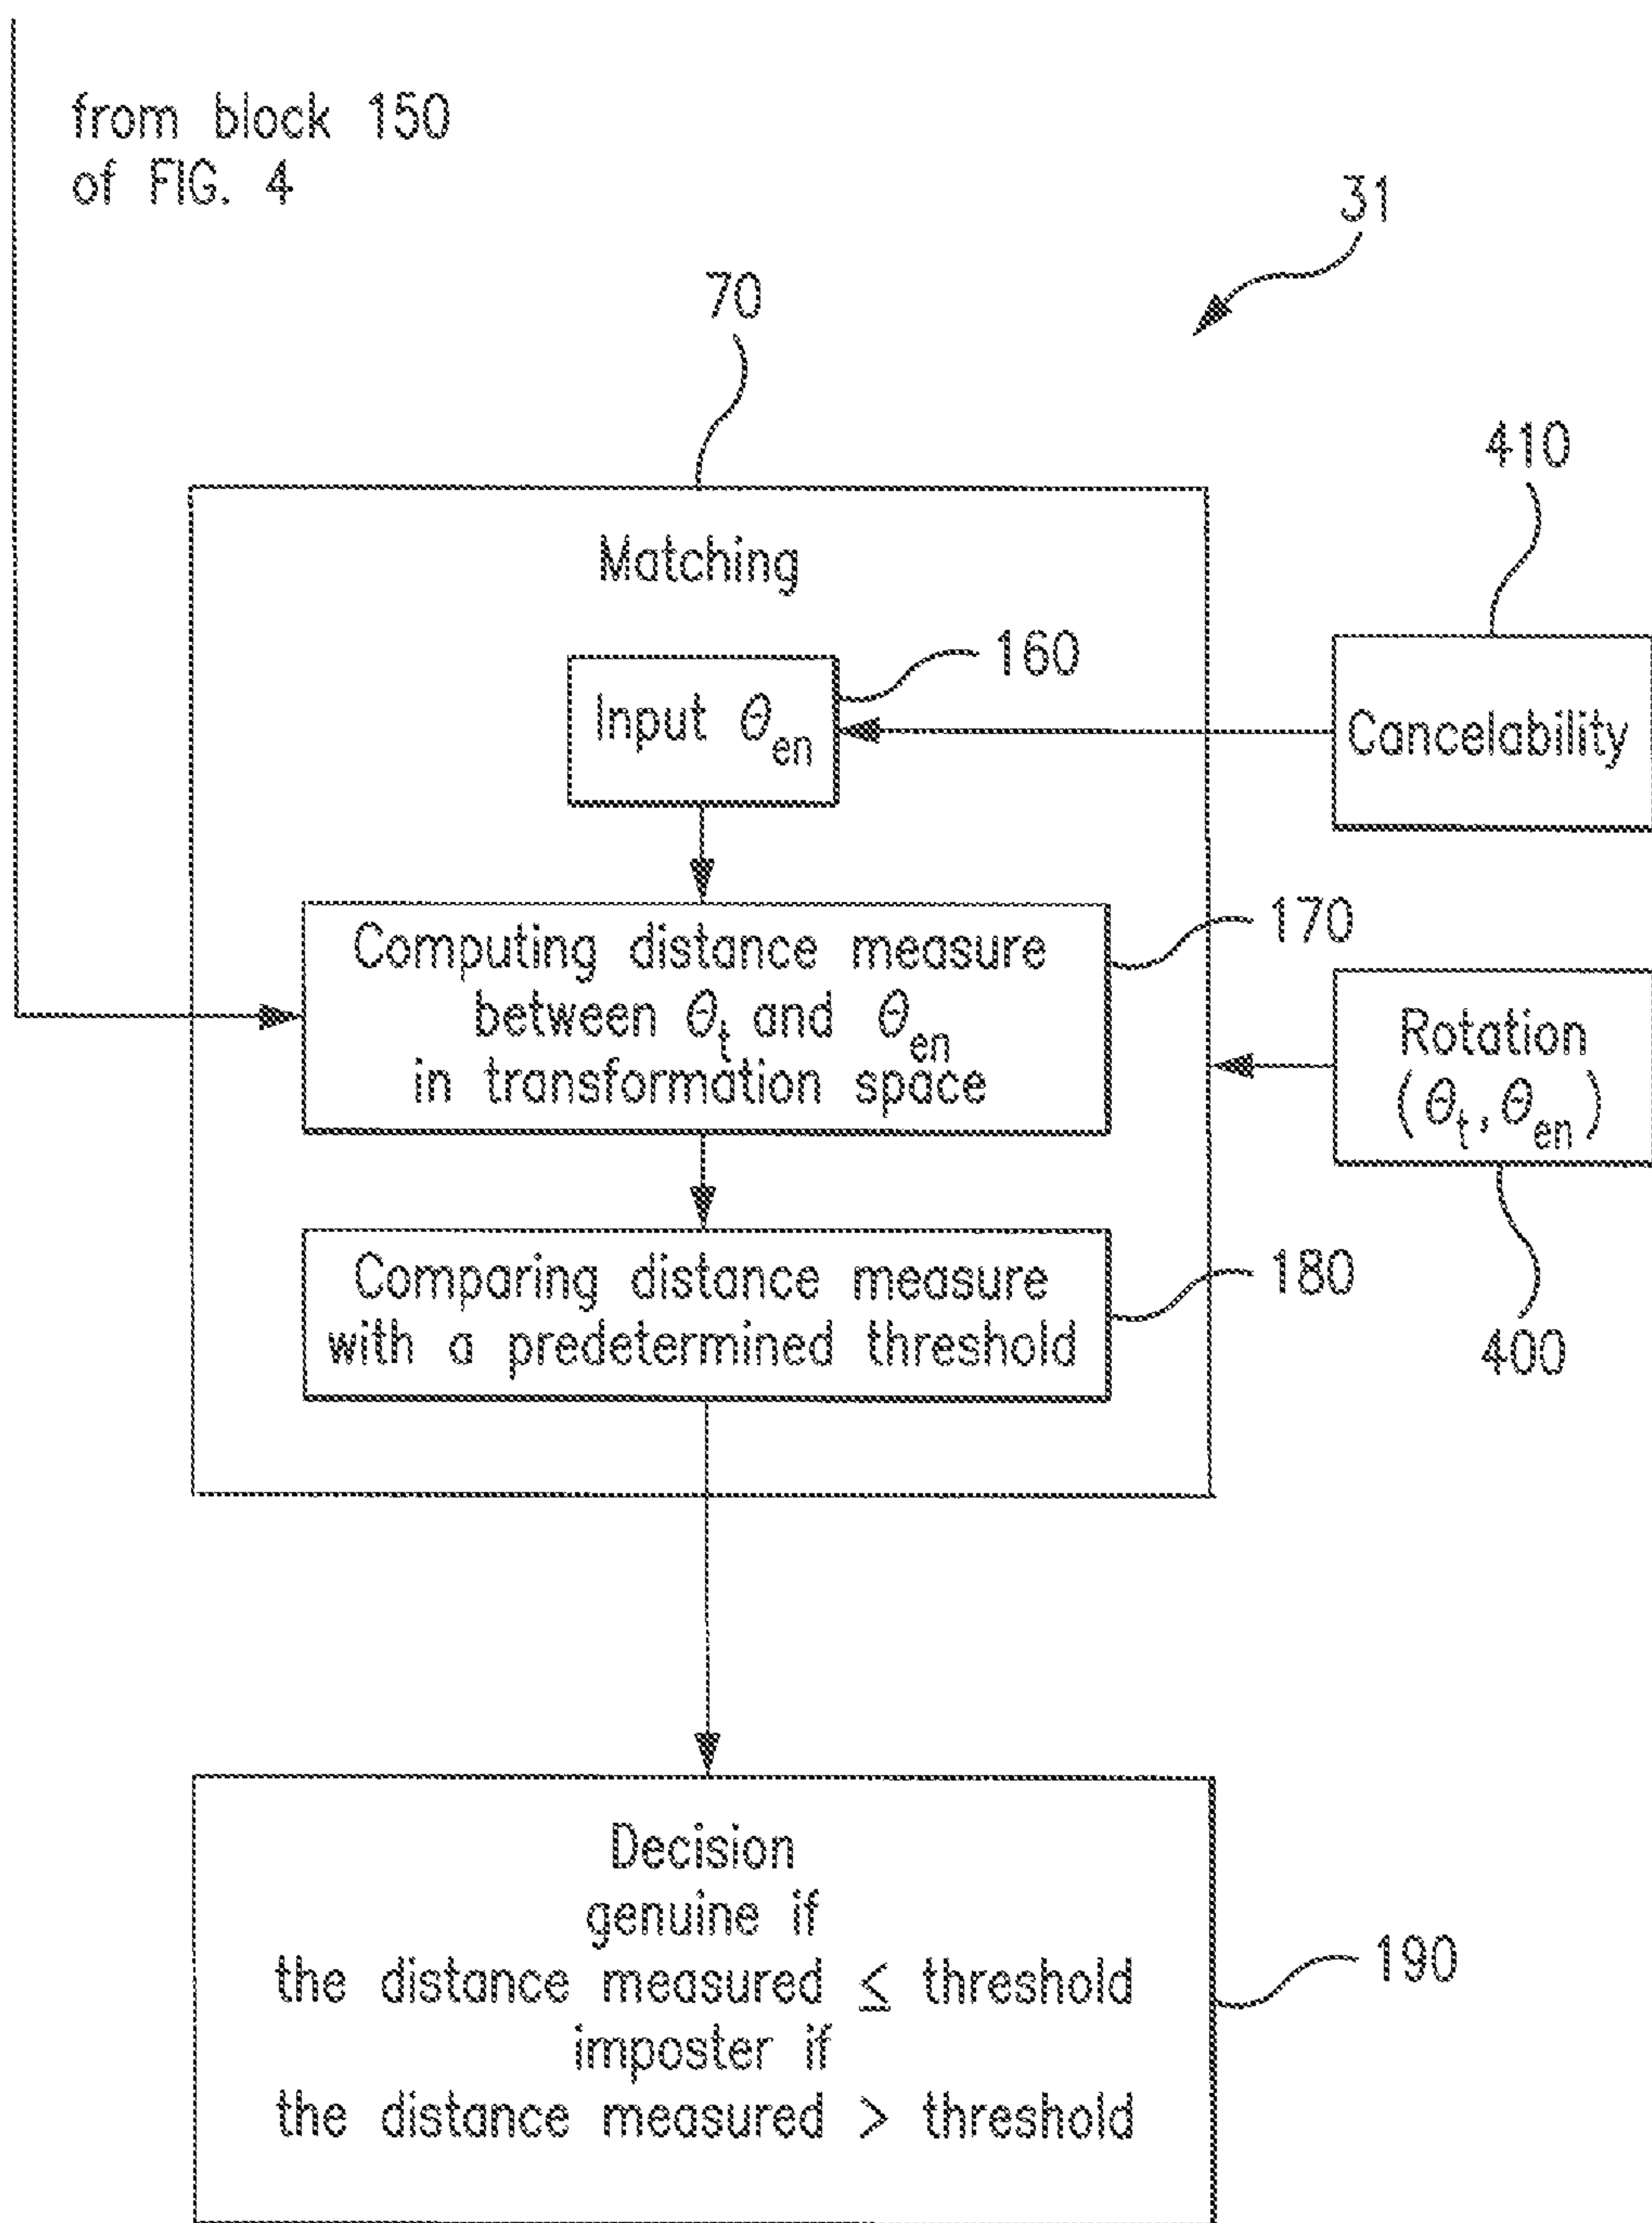 from block 150
of FIG. 4
31
70
410
Matching
160
Input Θen
Cancelability
170
Computing distance measure
between Θt and Θen
in transformation space
Rotation
(Θt, Θen)
180
Comparing distance measure
with a predetermined threshold
400
Decision
genuine if
the distance measured ≤ threshold
190
imposter if
the distance measured > threshold